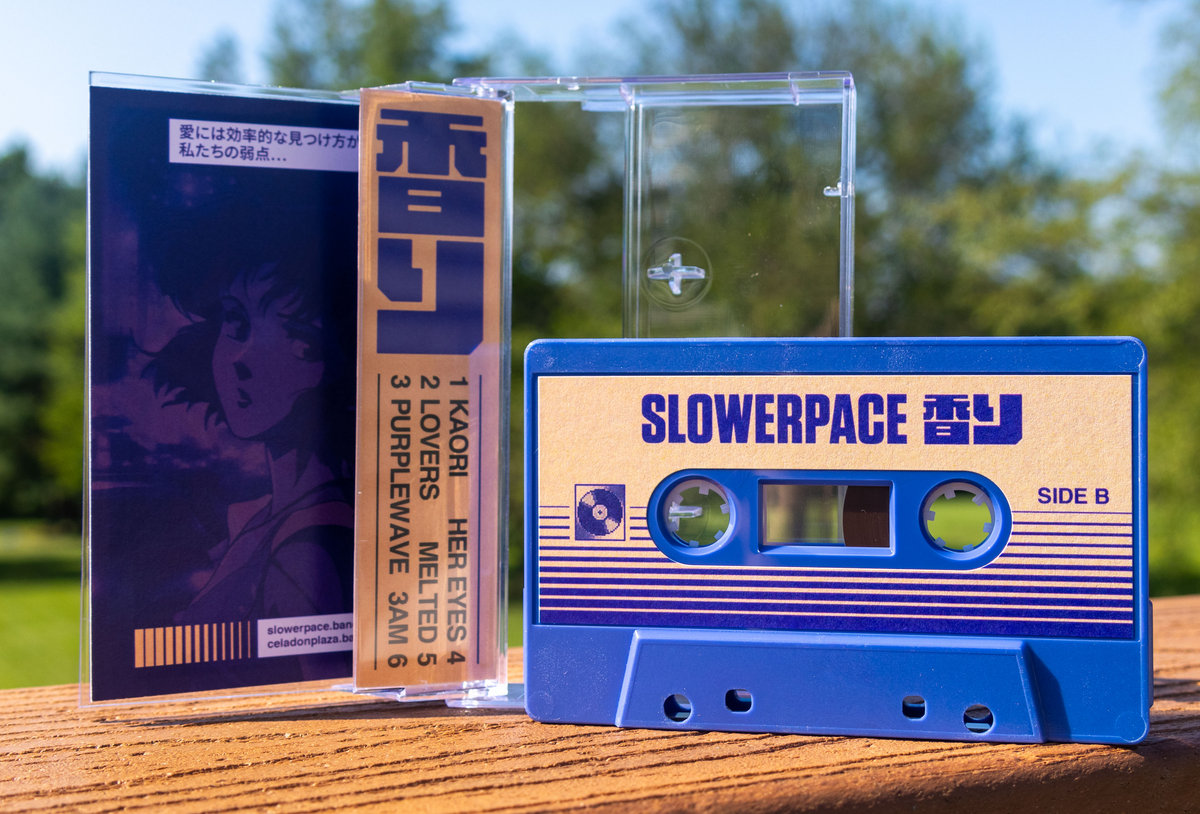 愛には効率的な見つけ方が
私たちの弱点...
slowerpace.ban
celadonplaza.ba
香り
1 KAORI HER EYES 4
2 LOVERS MELTED 5
3 PURPLEWAVE 3AM 6
SLOWERPACE 香り
SIDE B